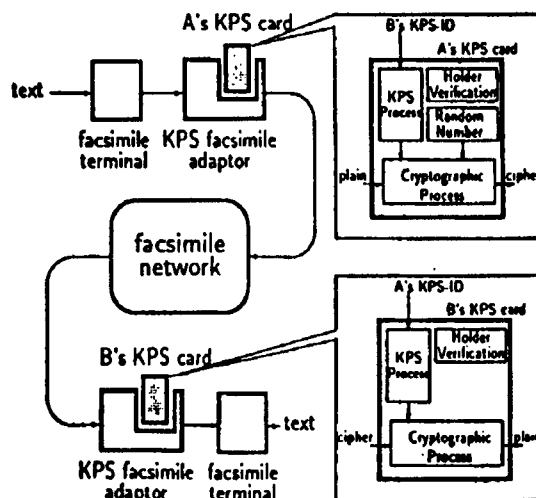 A's KPS card
text
facsimile
terminal
KPS facsimile
adaptor
B's KPS-ID
A's KPS card
KPS
Process
Holder
Verification
Random
Number
plain
Cryptographic
Process
cipher
facsimile
network
B's KPS card
text
KPS facsimile
adaptor
facsimile
terminal
A's KPS-ID
B's KPS card
KPS
Process
Holder
Verification
cipher
Cryptographic
Process
plain